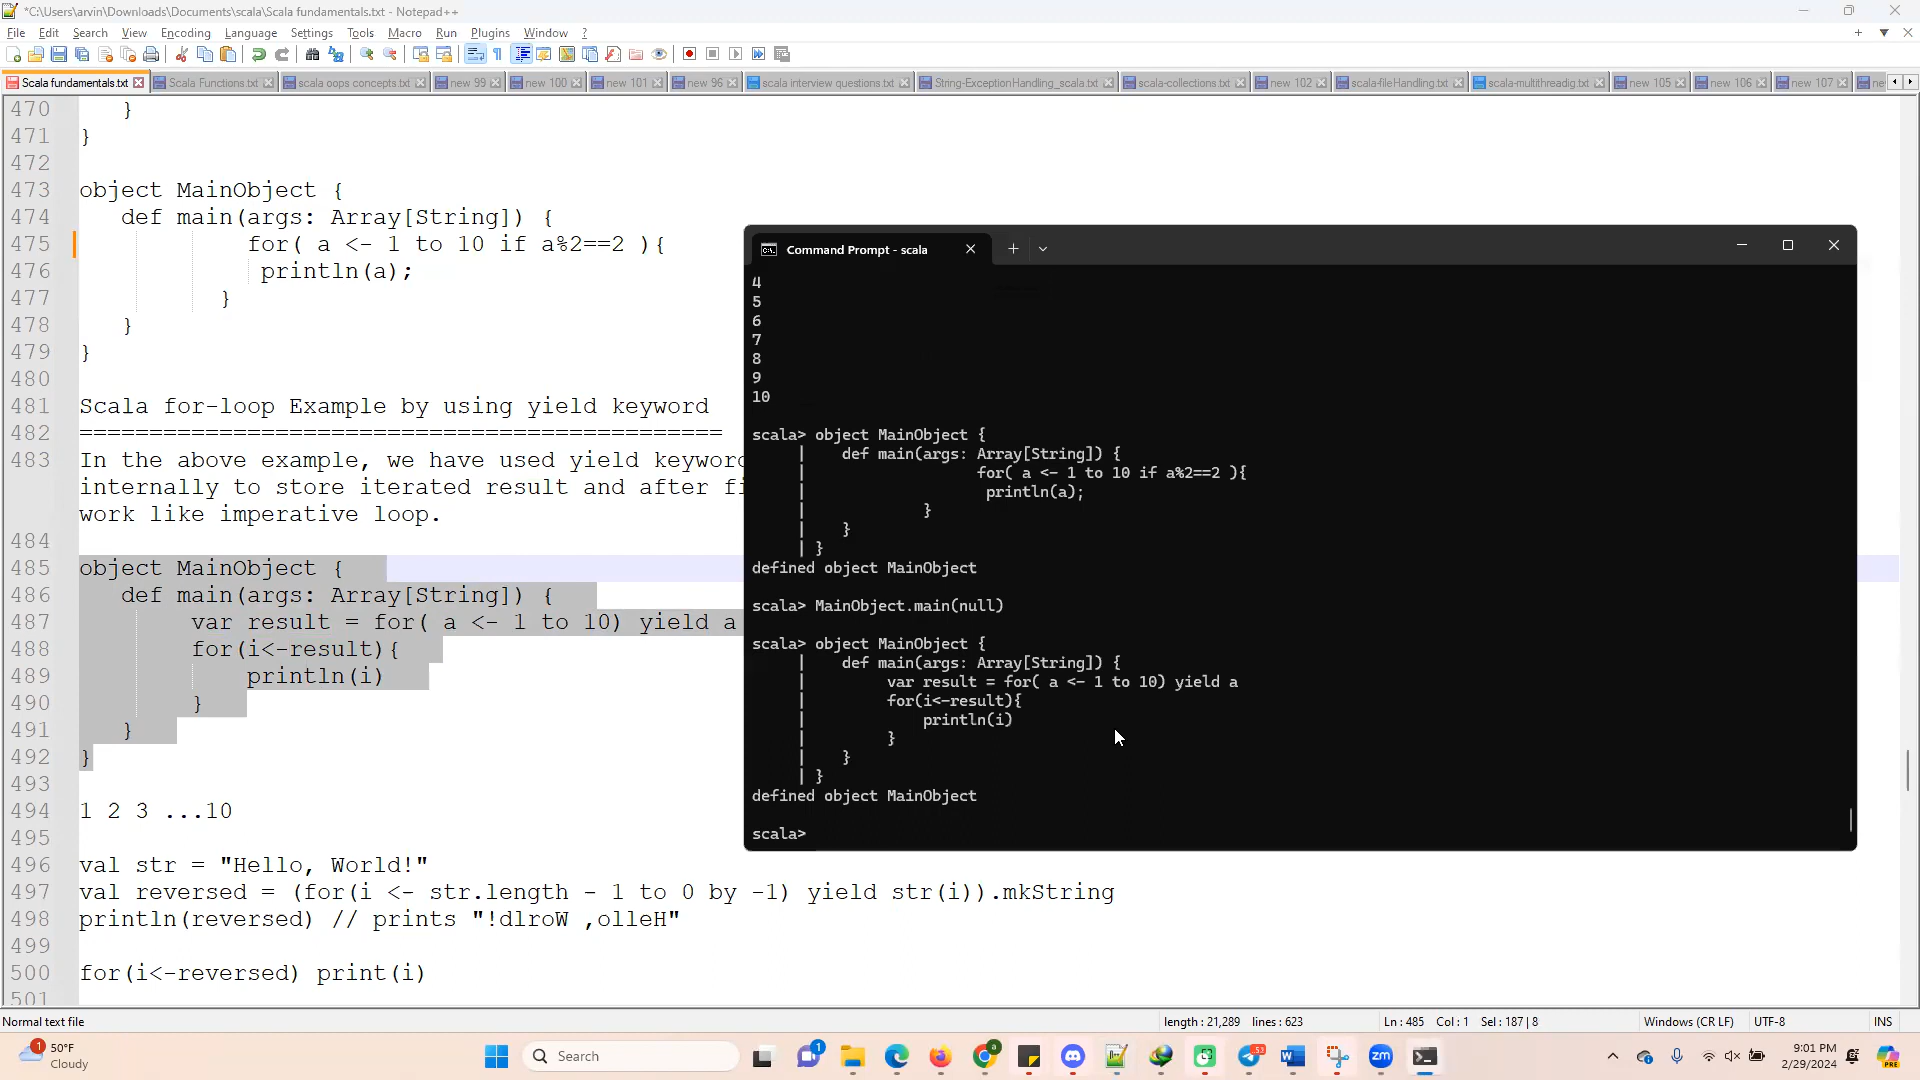 *C:\Users\arvin\Downloads\Documents\scala\Scala fundamentals.txt - Notepad++
File Edit Search View Encoding Language Settings Tools Macro Run Plugins Window ?
Scala fundamentals.txt Scala Functions.txt scala oops concepts.txt new 99 new 100 new 101 new 96 scala interview questions.txt String-ExceptionHandling_scala.txt scala-collections.txt new 102 scala-fileHandling.txt scala-multithreadig.txt new 105 new 106 new 107
470 }
471 }
472
473 object MainObject {
474 def main(args: Array[String]) {
475 for( a <- 1 to 10 if a%2==2 ){
476 println(a);
477 }
478 }
479 }
480
481 Scala for-loop Example by using yield keyword
482 ==============================================
483 In the above example, we have used yield keyword
internally to store iterated result and after
work like imperative loop.
484
485 object MainObject {
486 def main(args: Array[String]) {
487 var result = for( a <- 1 to 10) yield a
488 for(i<-result){
489 println(i)
490 }
491 }
492 }
493
494 1 2 3 ...10
495
496 val str = "Hello, World!"
497 val reversed = (for(i <- str.length - 1 to 0 by -1) yield str(i)).mkString
498 println(reversed) // prints "!dlroW ,olleH"
499
500 for(i<-reversed) print(i)
501
Command Prompt - scala
4
5
6
7
8
9
10
scala> object MainObject {
| def main(args: Array[String]) {
| for( a <- 1 to 10 if a%2==2 ){
| println(a);
| }
| }
| }
defined object MainObject
scala> MainObject.main(null)
scala> object MainObject {
| def main(args: Array[String]) {
| var result = for( a <- 1 to 10) yield a
| for(i<-result){
| println(i)
| }
| }
| }
defined object MainObject
scala>
Normal text file length : 21,289 lines : 623 Ln : 485 Col : 1 Sel : 187 | 8 Windows (CR LF) UTF-8 INS
50°F
Cloudy
Search
9:01 PM
2/29/2024